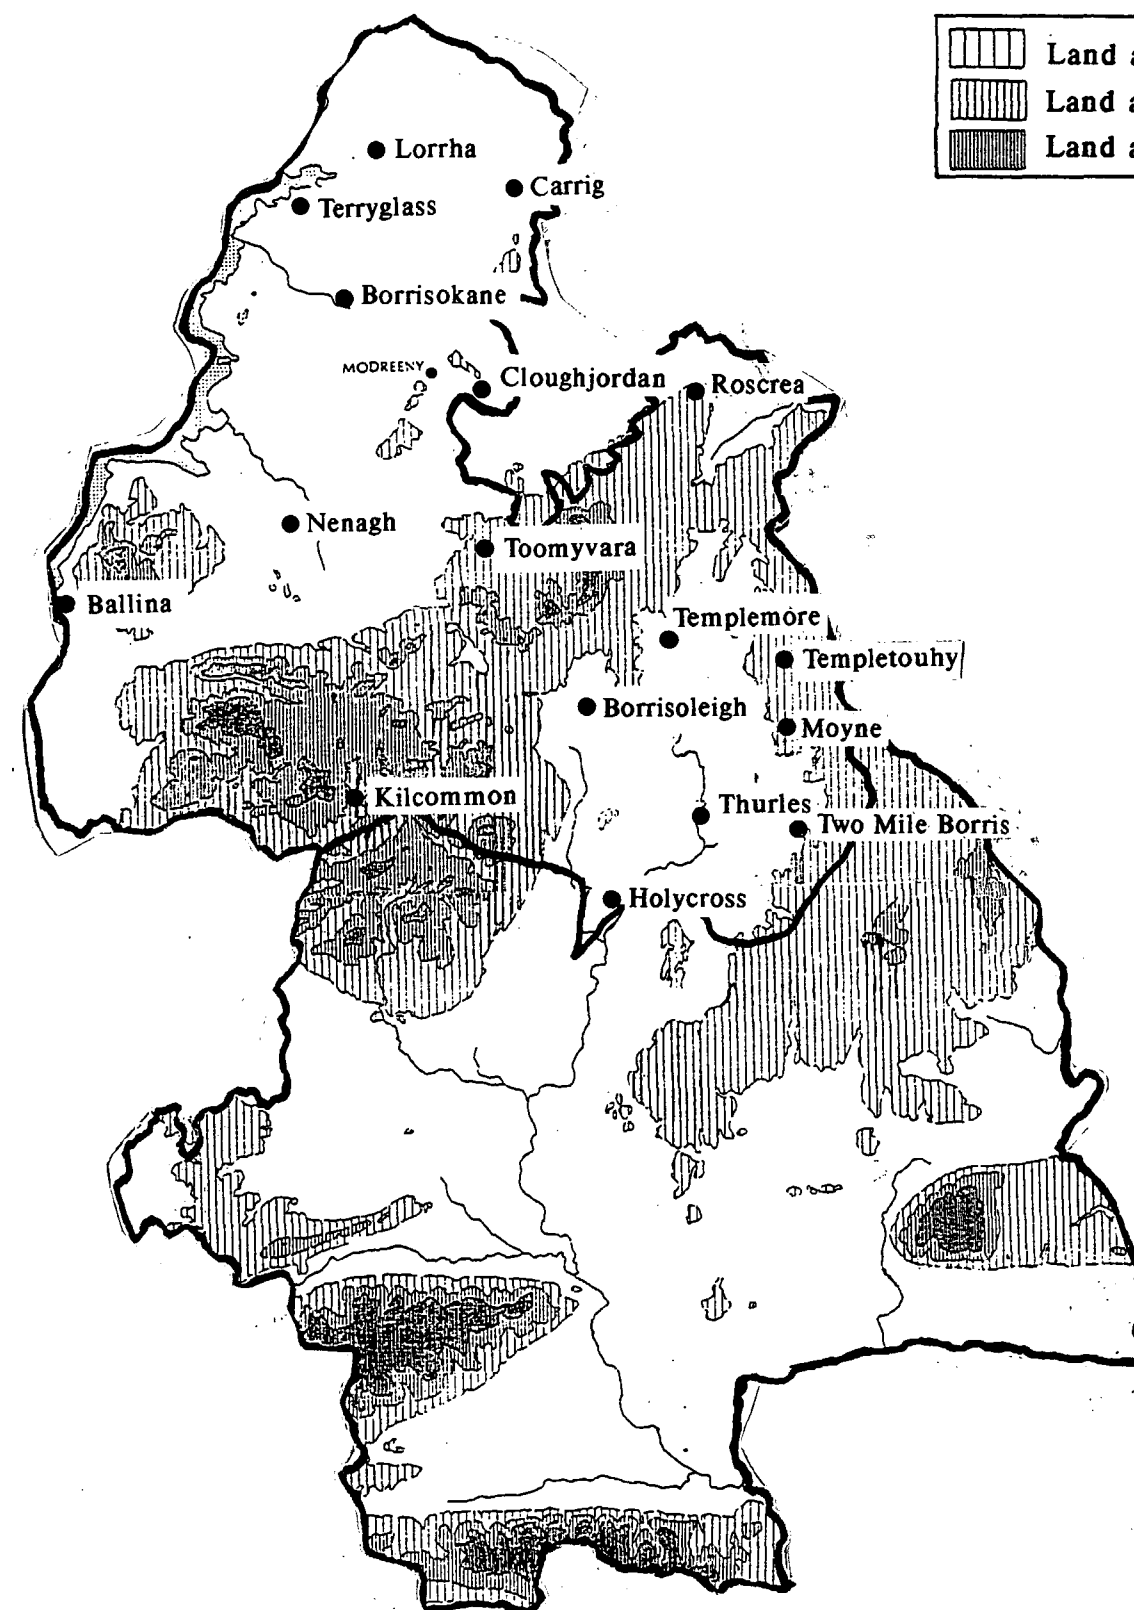 Land a
Land a
Land a
Lorrha
Carrig
Terryglass
Borrisokane
MODREENY
Cloughjordan
Roscrea
Nenagh
Toomyvara
Ballina
Templemore
Templetouhy
Borrisoleigh
Moyne
Kilcommon
Thurles
Two Mile Borris
Holycross